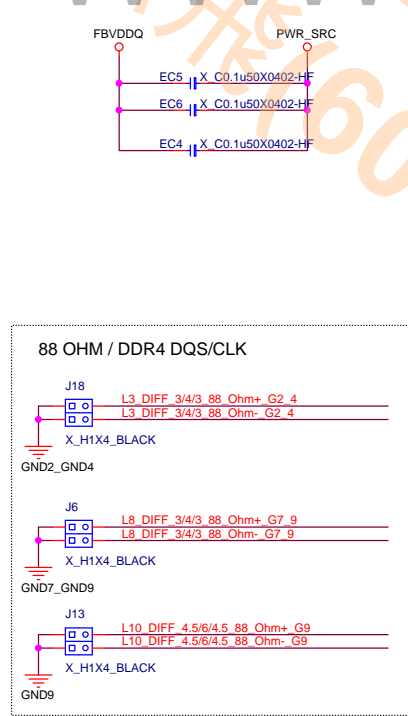 FBVDDQ PWR_SRC
EC5 X_C0.1u50X0402-HF
EC6 X_C0.1u50X0402-HF
EC4 X_C0.1u50X0402-HF
88 OHM / DDR4 DQS/CLK
J18
L3_DIFF_3/4/3_88_Ohm+_G2_4
L3_DIFF_3/4/3_88_Ohm-_G2_4
X_H1X4_BLACK
GND2_GND4
J6
L8_DIFF_3/4/3_88_Ohm+_G7_9
L8_DIFF_3/4/3_88_Ohm-_G7_9
X_H1X4_BLACK
GND7_GND9
J13
L10_DIFF_4.5/6/4.5_88_Ohm+_G9
L10_DIFF_4.5/6/4.5_88_Ohm-_G9
X_H1X4_BLACK
GND9